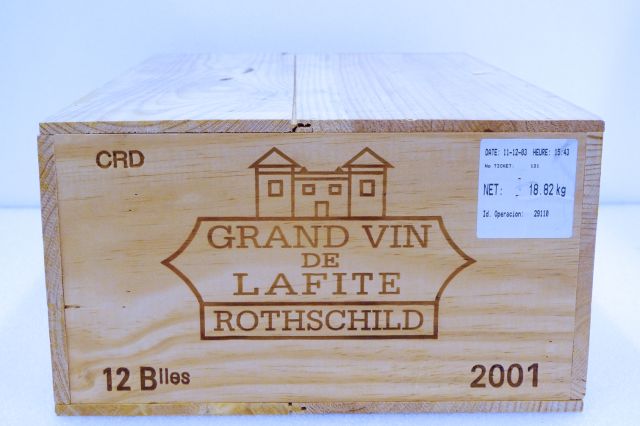 CRD
DATE: 11-12-03 HEURE: 15:43
No TICKET: 131
NET: 18.82 kg
Id. Operacion: 29110
GRAND VIN
DE
LAFITE
ROTHSCHILD
12 Blles
2001